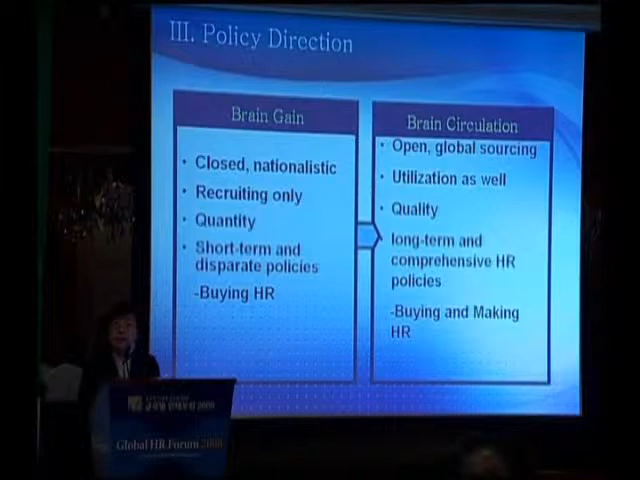 III. Policy Direction
Brain Gain
• Closed, nationalistic
• Recruiting only
• Quantity
• Short-term and
disparate policies
-Buying HR
Brain Circulation
• Open, global sourcing
• Utilization as well
• Quality
long-term and
comprehensive HR
policies
-Buying and Making
HR
Global HR Forum 2008